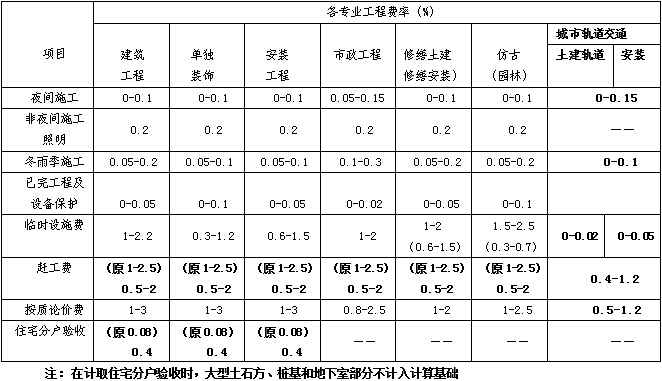 各专业工程费率（%）
项目 建筑 单独 安装 市政工程 修缮土建 仿古 城市轨道交通
工程 装饰 工程 修缮安装) (园林) 土建轨道 安装
夜间施工 0-0.1 0-0.1 0-0.1 0.05-0.15 0-0.1 0-0.1 0-0.15
非夜间施工
照明 0.2 0.2 0.2 0.2 0.2 0.2 ——
冬雨季施工 0.05-0.2 0.05-0.1 0.05-0.1 0.1-0.3 0.05-0.2 0.05-0.2 0-0.1
已完工程及
设备保护 0-0.05 0-0.1 0-0.05 0-0.02 0-0.05 0-0.1
临时设施费 1-2.2 0.3-1.2 0.6-1.5 1-2 1-2 1.5-2.5 0-0.02 0-0.05
(0.6-1.5) (0.3-0.7)
赶工费 (原1-2.5) (原1-2.5) (原1-2.5) (原1-2.5) (原1-2.5) (原1-2.5) 0.4-1.2
0.5-2 0.5-2 0.5-2 0.5-2 0.5-2 0.5-2
按质论价费 1-3 1-3 1-3 0.8-2.5 1-2 1-2.5 0.5-1.2
住宅分户验收 (原0.08) (原0.08) (原0.08) —— —— —— ——
0.4 0.4 0.4
注：在计取住宅分户验收时，大型土石方、桩基和地下室部分不计入计算基础